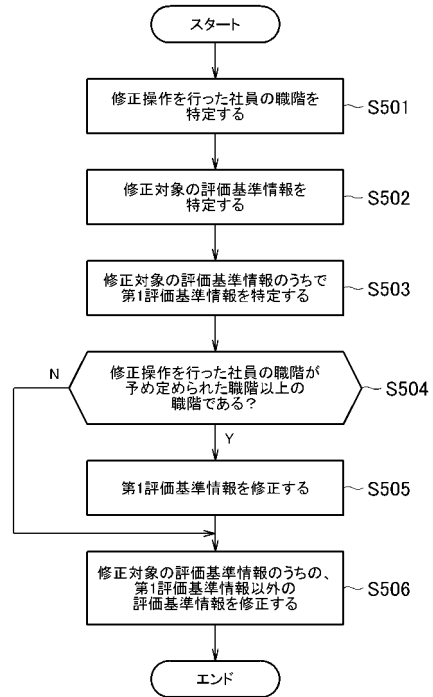 スタート
修正操作を行った社員の職階を
特定する
S501
修正対象の評価基準情報を
特定する
S502
修正対象の評価基準情報のうちで
第1評価基準情報を特定する
S503
修正操作を行った社員の職階が
予め定められた職階以上の
職階である？
S504
N
Y
第1評価基準情報を修正する
S505
修正対象の評価基準情報のうちの、
第1評価基準情報以外の
評価基準情報を修正する
S506
エンド